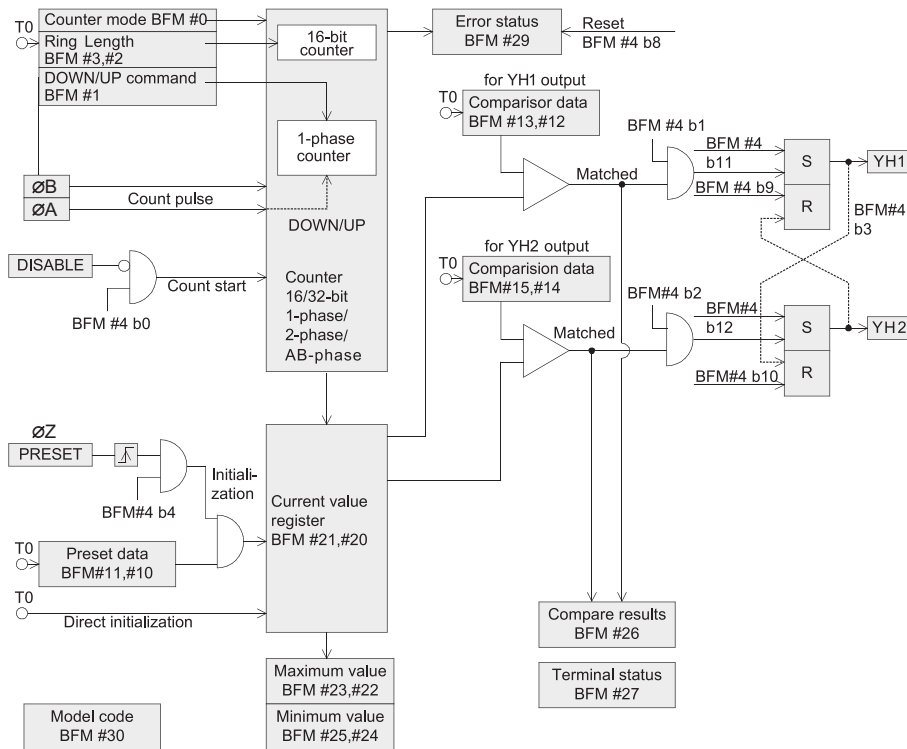 Counter mode BFM #0
T0
Ring Length
BFM #3,#2
DOWN/UP command
BFM #1
16-bit
counter
1-phase
counter
Error status
BFM #29
Reset
BFM #4 b8
for YH1 output
T0
Comparisor data
BFM #13,#12
BFM #4 b1
BFM #4
b11
BFM #4 b9
S
R
YH1
Matched
BFM#4
b3
ØB
ØA
Count pulse
DOWN/UP
for YH2 output
T0
Comparision data
BFM#15,#14
DISABLE
Count start
BFM #4 b0
Counter
16/32-bit
1-phase/
2-phase/
AB-phase
BFM#4 b2
BFM#4
b12
BFM#4 b10
S
R
YH2
Matched
ØZ
PRESET
BFM#4 b4
Initiali-
zation
Current value
register
BFM #21,#20
T0
Preset data
BFM#11,#10
T0
Direct initialization
Compare results
BFM #26
Maximum value
BFM #23,#22
Terminal status
BFM #27
Minimum value
BFM #25,#24
Model code
BFM #30